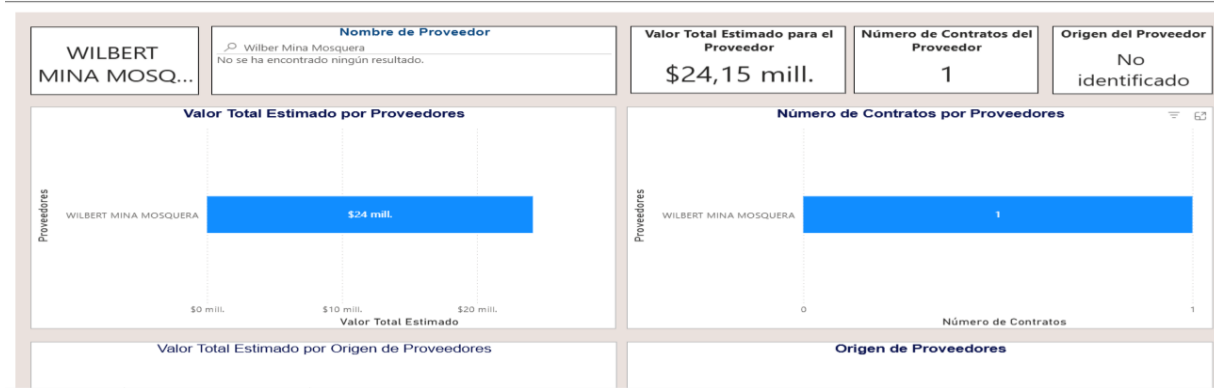 WILBERT
MINA MOSQ...
Nombre de Proveedor
Wilber Mina Mosquera
No se ha encontrado ningún resultado.
Valor Total Estimado para el
Proveedor
$24,15 mill.
Número de Contratos del
Proveedor
1
Origen del Proveedor
No
identificado
Valor Total Estimado por Proveedores
Proveedores
WILBERT MINA MOSQUERA
$24 mill.
$0 mill.
$10 mill.
$20 mill.
Valor Total Estimado
Número de Contratos por Proveedores
Proveedores
WILBERT MINA MOSQUERA
1
0
1
Número de Contratos
Valor Total Estimado por Origen de Proveedores
Origen de Proveedores